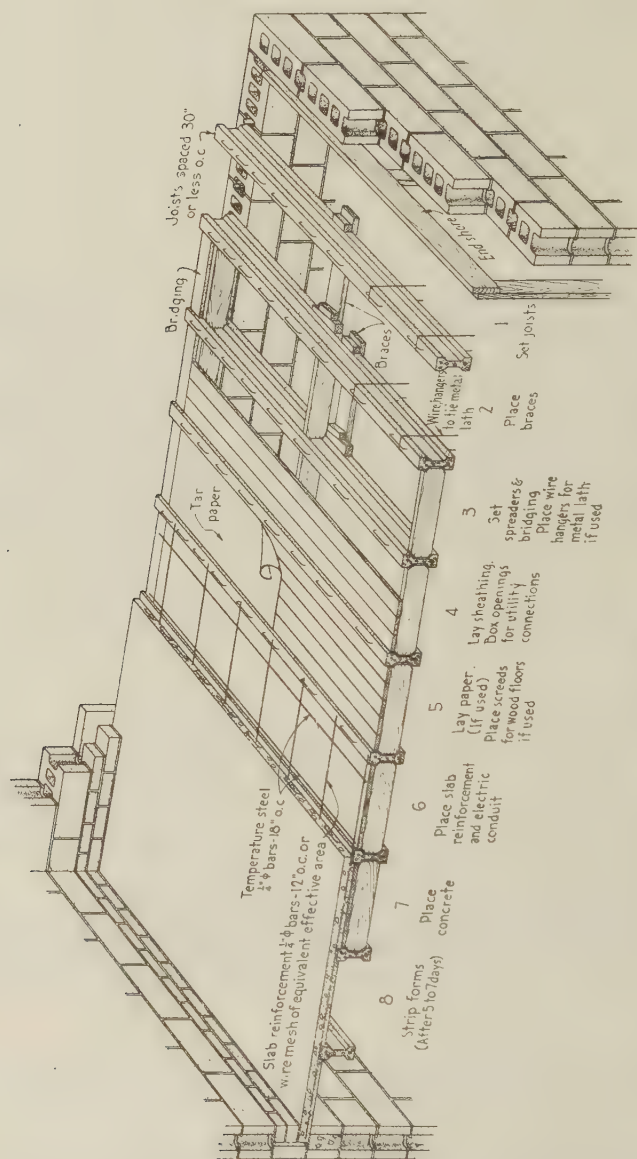 Joists spaced 30"
or less o.c
Bridging
End shore
Braces
Wire hangers
to tie metal
lath
Tar
paper
Temperature steel
¼"ϕ bars-18" o.c
Slab reinforcement ¼"ϕ bars-12" o.c. or
wire mesh of equivalent effective area
1
Set joists
2
Place
braces
3
Set
spreaders &
bridging
Place wire
hangers for
metal lath
if used
4
Lay sheathing.
Box openings
for utility
connections
5
Lay paper.
(If used)
Place screeds
for wood floors
if used
6
Place slab
reinforcement
and electric
conduit
7
Place
concrete
8
Strip forms
(After 5 to 7 days)